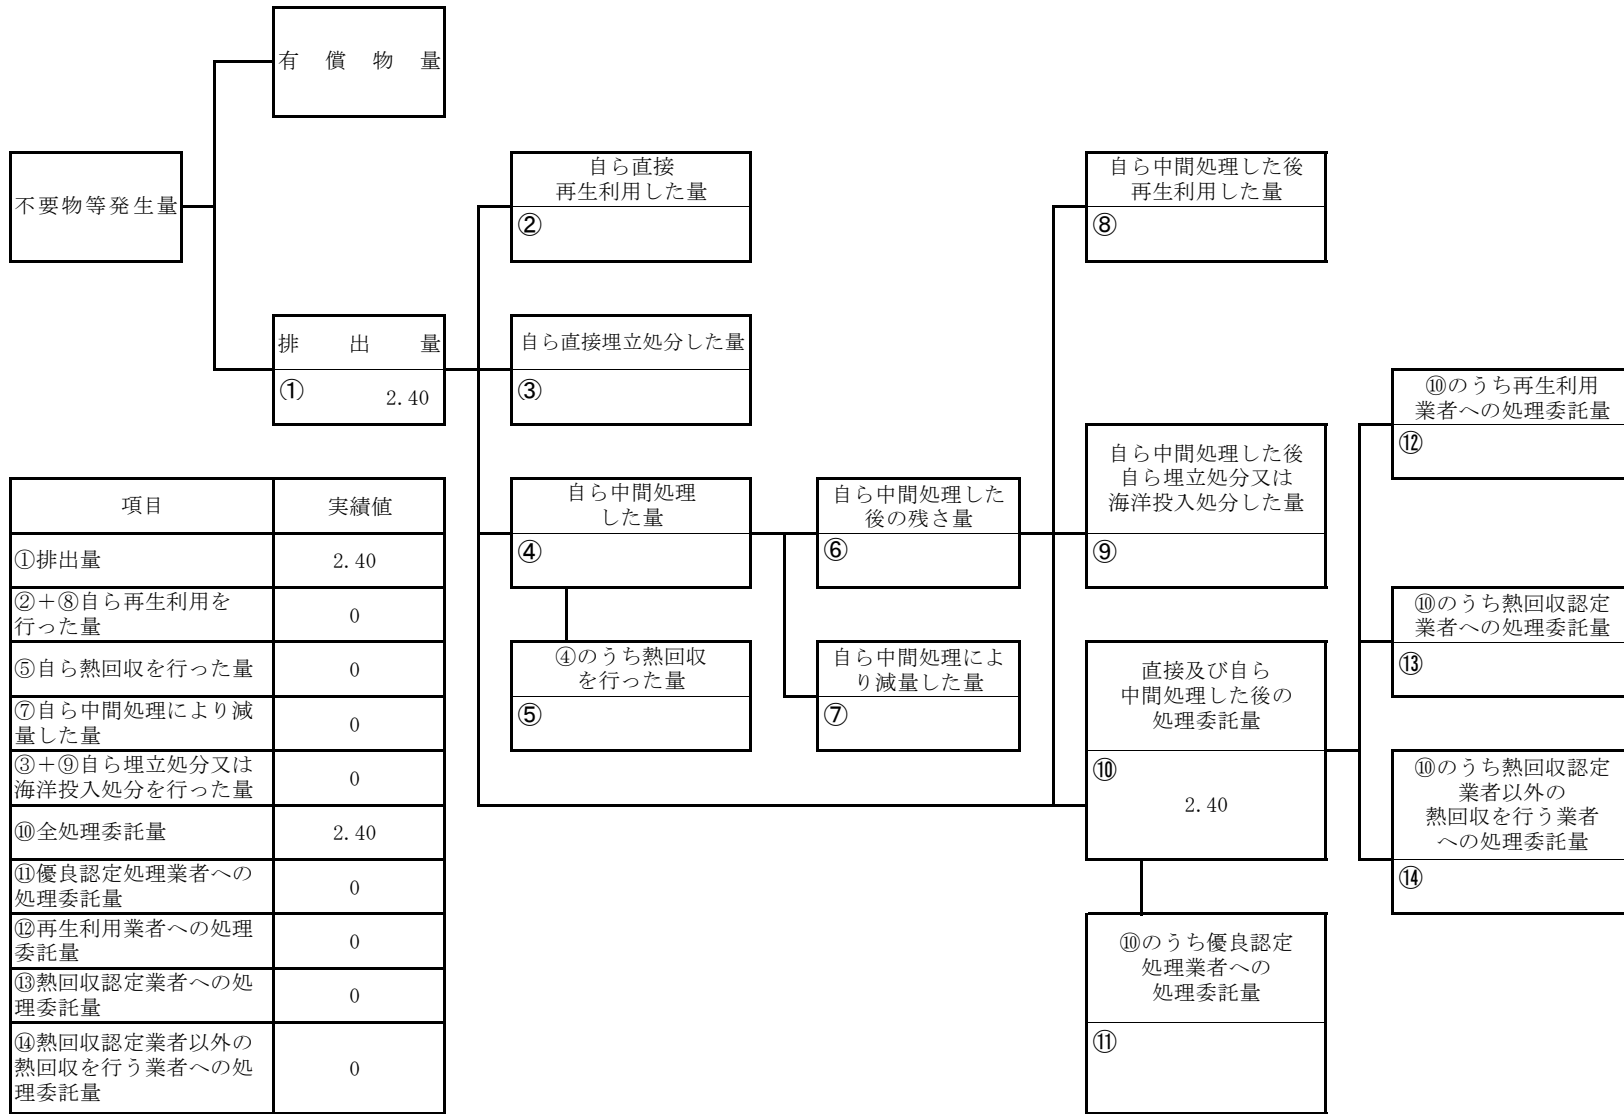 有償物量
不要物等発生量
自ら直接
再生利用した量
②
自ら中間処理した後
再生利用した量
⑧
排出量
①
2.40
自ら直接埋立処分した量
③
⑩のうち再生利用
業者への処理委託量
⑫
自ら中間処理した後
自ら埋立処分又は
海洋投入処分した量
⑨
自ら中間処理
した量
④
自ら中間処理した
後の残さ量
⑥
⑩のうち熱回収認定
業者への処理委託量
⑬
④のうち熱回収
を行った量
⑤
自ら中間処理によ
り減量した量
⑦
直接及び自ら
中間処理した後の
処理委託量
⑩
2.40
⑩のうち熱回収認定
業者以外の
熱回収を行う業者
への処理委託量
⑭
⑩のうち優良認定
処理業者への
処理委託量
⑪
項目 実績値
①排出量 2.40
②+⑧自ら再生利用を
行った量 0
⑤自ら熱回収を行った量 0
⑦自ら中間処理により減
量した量 0
③+⑨自ら埋立処分又は
海洋投入処分を行った量 0
⑩全処理委託量 2.40
⑪優良認定処理業者への
処理委託量 0
⑫再生利用業者への処理
委託量 0
⑬熱回収認定業者への処
理委託量 0
⑭熱回収認定業者以外の
熱回収を行う業者への処 0
理委託量